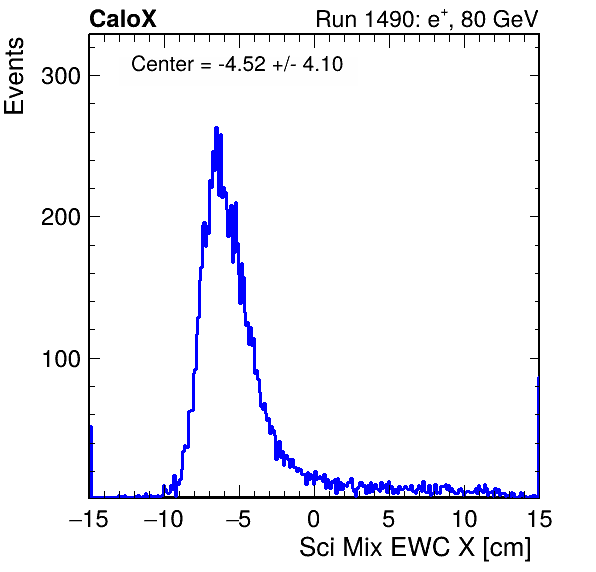 CaloX
Run 1490: e+, 80 GeV
Center = -4.52 +/- 4.10
Events
300
200
100
−15 −10 −5 0 5 10 15
Sci Mix EWC X [cm]